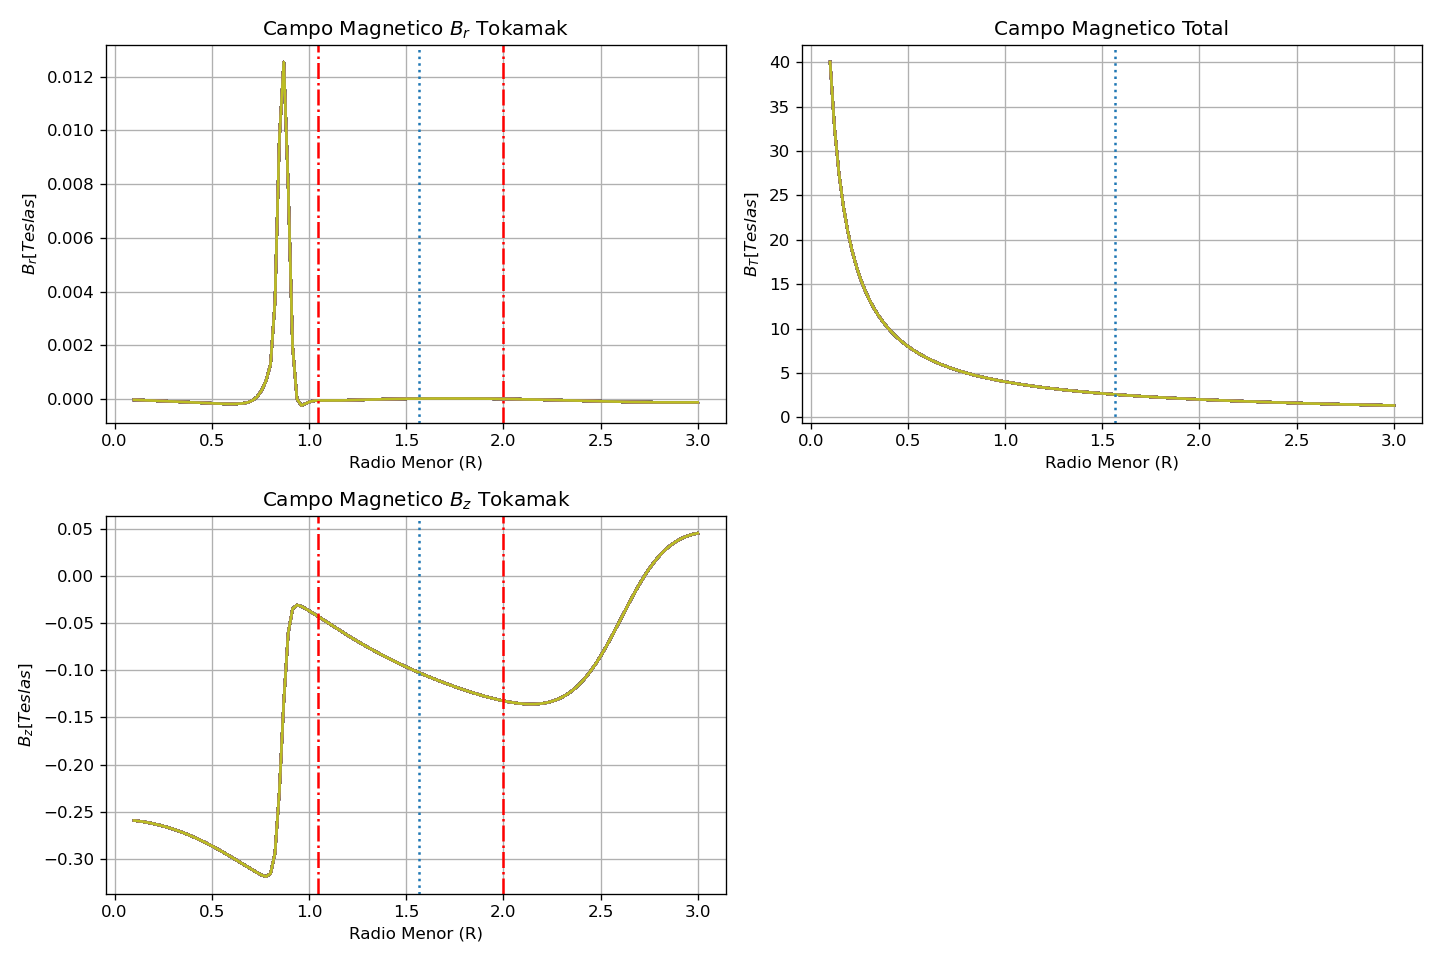 Campo Magnetico $B_r$ Tokamak
0.012
0.010
0.008
0.006
0.004
0.002
0.000
B_r[Teslas]
0.0 0.5 1.0 1.5 2.0 2.5 3.0
Radio Menor (R)
Campo Magnetico Total
40
35
30
25
20
15
10
5
0
B_T[Teslas]
0.0 0.5 1.0 1.5 2.0 2.5 3.0
Radio Menor (R)
Campo Magnetico $B_z$ Tokamak
0.05
0.00
−0.05
−0.10
−0.15
−0.20
−0.25
−0.30
B_z[Teslas]
0.0 0.5 1.0 1.5 2.0 2.5 3.0
Radio Menor (R)